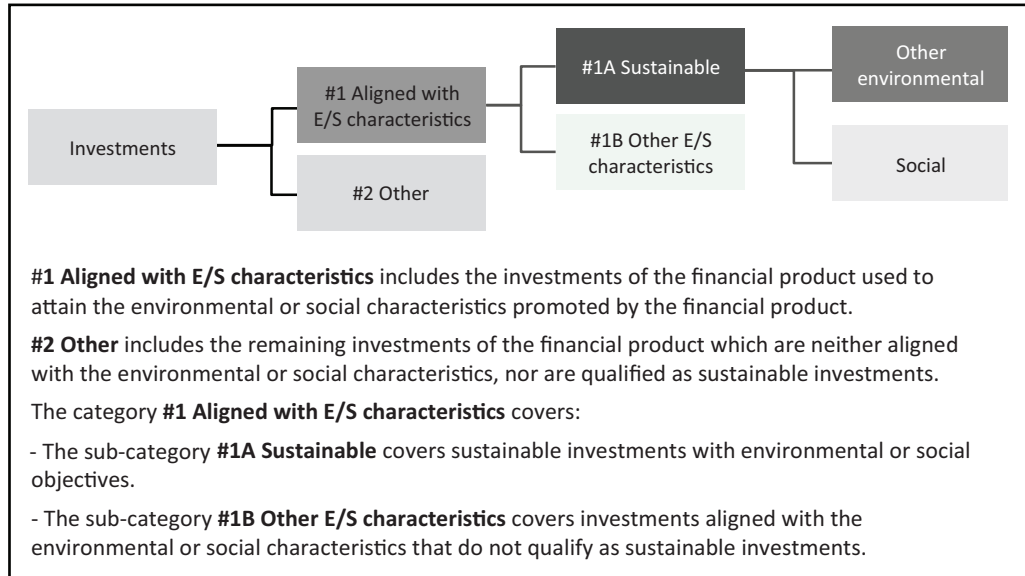 Investments
#1 Aligned with
E/S characteristics
#2 Other
#1A Sustainable
#1B Other E/S
characteristics
Other
environmental
Social
#1 Aligned with E/S characteristics includes the investments of the financial product used to
attain the environmental or social characteristics promoted by the financial product.
#2 Other includes the remaining investments of the financial product which are neither aligned
with the environmental or social characteristics, nor are qualified as sustainable investments.
The category #1 Aligned with E/S characteristics covers:
- The sub-category #1A Sustainable covers sustainable investments with environmental or social
objectives.
- The sub-category #1B Other E/S characteristics covers investments aligned with the
environmental or social characteristics that do not qualify as sustainable investments.